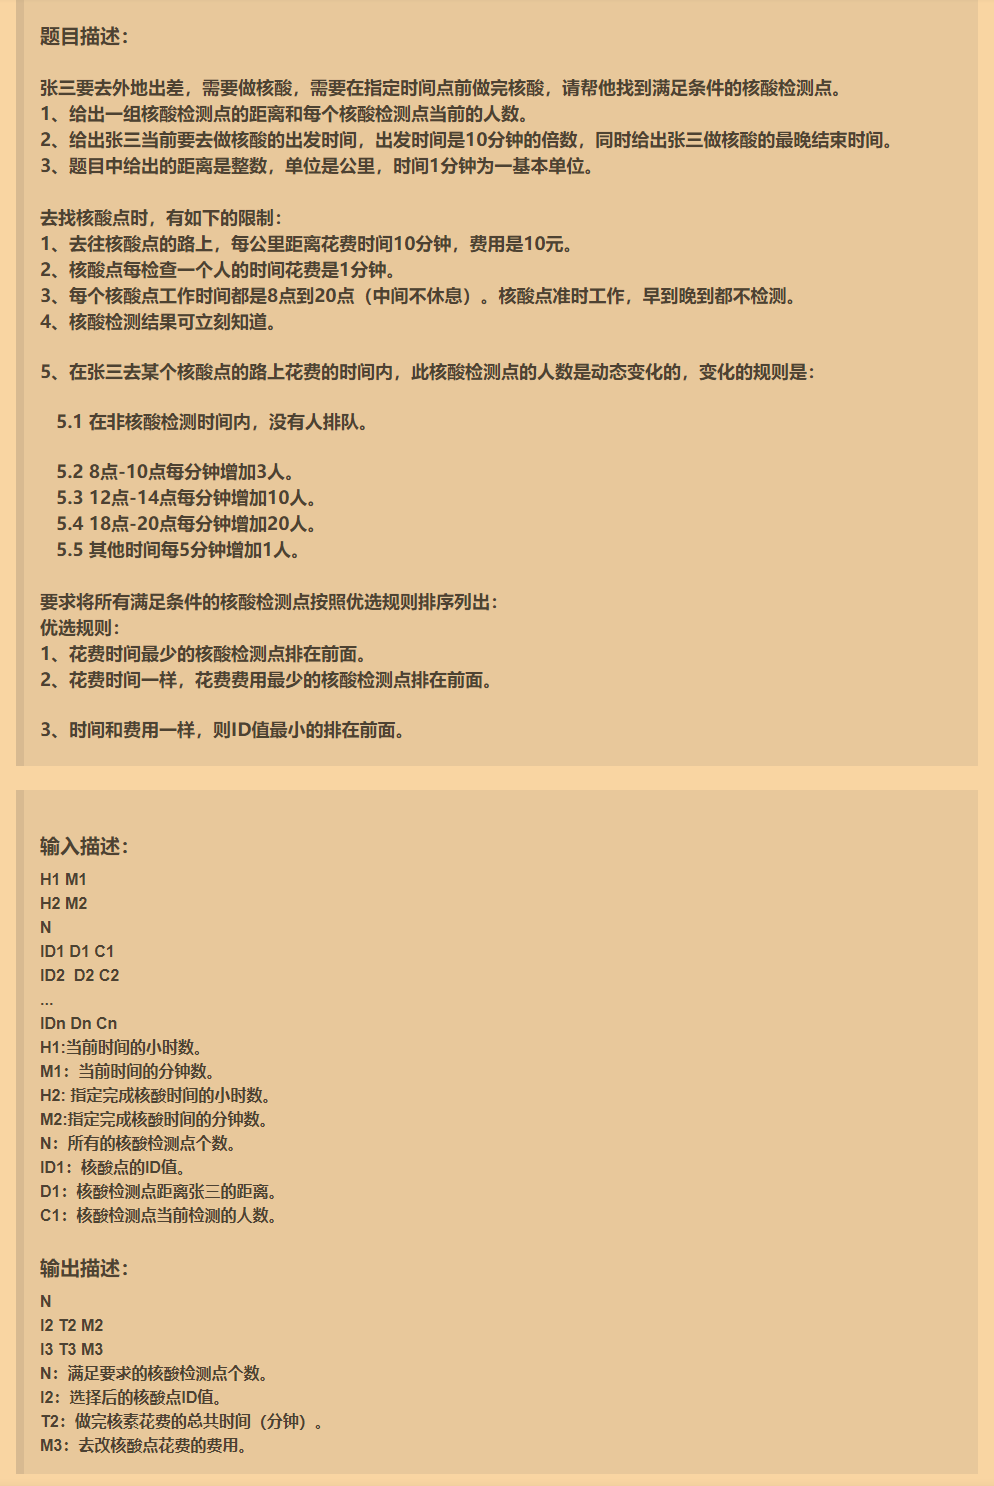 题目描述：
张三要去外地出差，需要做核酸，需要在指定时间点前做完核酸，请帮他找到满足条件的核酸检测点。
1、给出一组核酸检测点的距离和每个核酸检测点当前的人数。
2、给出张三当前要去做核酸的出发时间，出发时间是10分钟的倍数，同时给出张三做核酸的最晚结束时间。
3、题目中给出的距离是整数，单位是公里，时间1分钟为一基本单位。
去找核酸点时，有如下的限制：
1、去往核酸点的路上，每公里距离花费时间10分钟，费用是10元。
2、核酸点每检查一个人的时间花费是1分钟。
3、每个核酸点工作时间都是8点到20点（中间不休息）。核酸点准时工作，早到晚到都不检测。
4、核酸检测结果可立刻知道。
5、在张三去某个核酸点的路上花费的时间内，此核酸检测点的人数是动态变化的，变化的规则是：
5.1 在非核酸检测时间内，没有人排队。
5.2 8点-10点每分钟增加3人。
5.3 12点-14点每分钟增加10人。
5.4 18点-20点每分钟增加20人。
5.5 其他时间每5分钟增加1人。
要求将所有满足条件的核酸检测点按照优选规则排序列出：
优选规则：
1、花费时间最少的核酸检测点排在前面。
2、花费时间一样，花费费用最少的核酸检测点排在前面。
3、时间和费用一样，则ID值最小的排在前面。
输入描述：
H1 M1
H2 M2
N
ID1 D1 C1
ID2  D2 C2
...
IDn Dn Cn
H1:当前时间的小时数。
M1：当前时间的分钟数。
H2: 指定完成核酸时间的小时数。
M2:指定完成核酸时间的分钟数。
N：所有的核酸检测点个数。
ID1：核酸点的ID值。
D1：核酸检测点距离张三的距离。
C1：核酸检测点当前检测的人数。
输出描述：
N
I2 T2 M2
I3 T3 M3
N：满足要求的核酸检测点个数。
I2：选择后的核酸点ID值。
T2：做完核素花费的总共时间（分钟）。
M3：去改核酸点花费的费用。